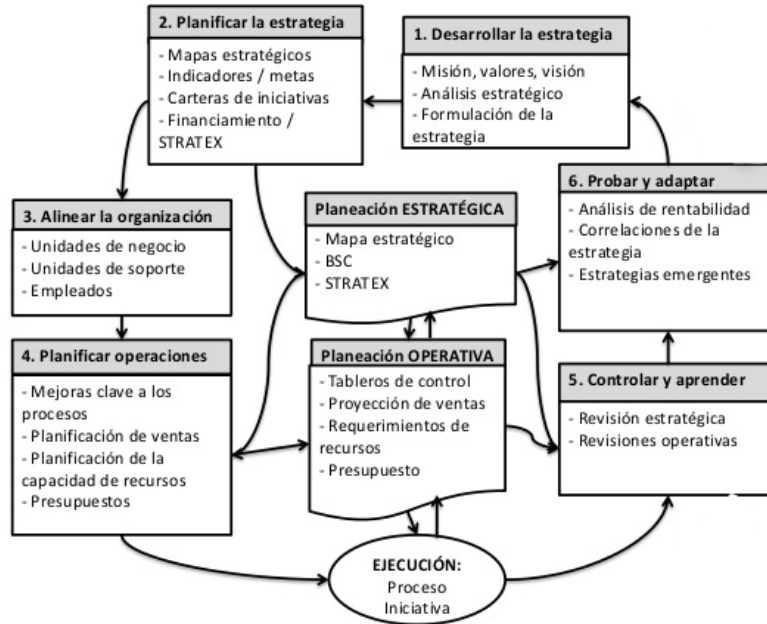 2. Planificar la estrategia
- Mapas estratégicos
- Indicadores / metas
- Carteras de iniciativas
- Financiamiento /
STRATEX
1. Desarrollar la estrategia
- Misión, valores, visión
- Análisis estratégico
- Formulación de la
estrategia
3. Alinear la organización
- Unidades de negocio
- Unidades de soporte
- Empleados
Planeación ESTRATÉGICA
- Mapa estratégico
- BSC
- STRATEX
6. Probar y adaptar
- Análisis de rentabilidad
- Correlaciones de la
estrategia
- Estrategias emergentes
4. Planificar operaciones
- Mejoras clave a los
procesos
- Planificación de ventas
- Planificación de la
capacidad de recursos
- Presupuestos
Planeación OPERATIVA
- Tableros de control
- Proyección de ventas
- Requerimientos de
recursos
- Presupuesto
5. Controlar y aprender
- Revisión estratégica
- Revisiones operativas
EJECUCIÓN:
Proceso
Iniciativa